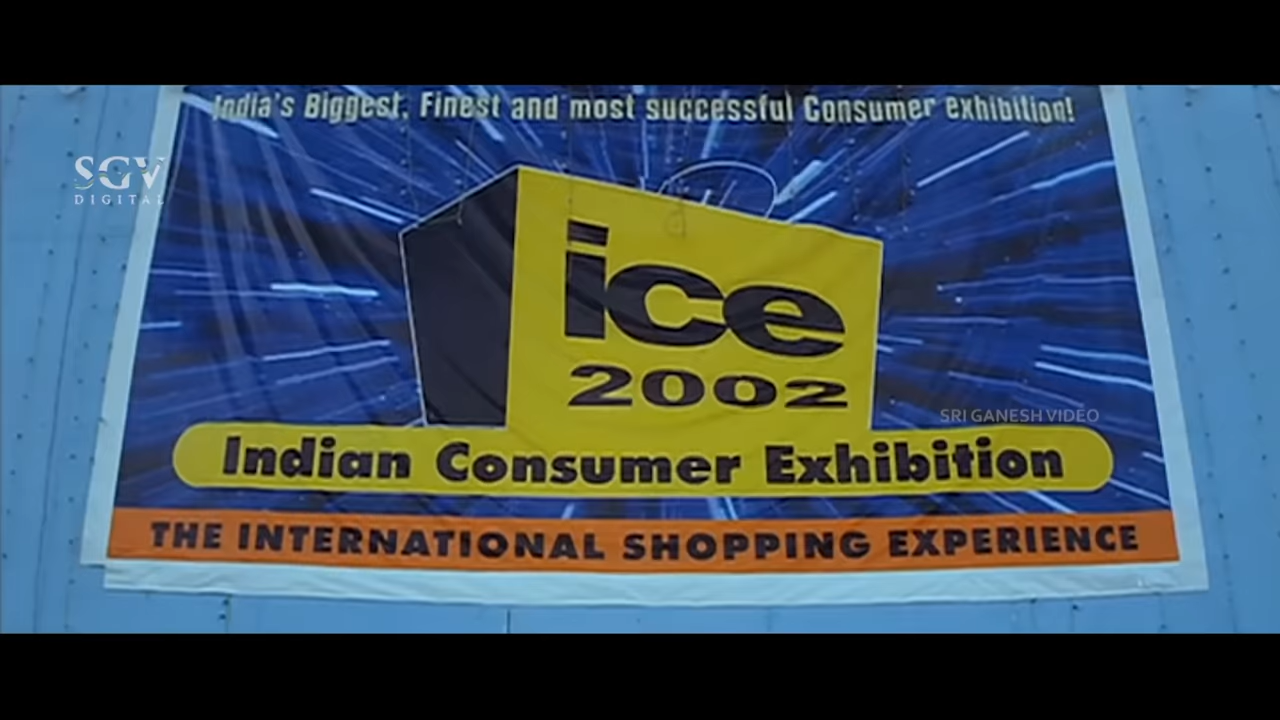 India's Biggest, Finest and most successful Consumer exhibition!
SGV
DIGITAL
ice
2002
SRI GANESH VIDEO
Indian Consumer Exhibition
THE INTERNATIONAL SHOPPING EXPERIENCE